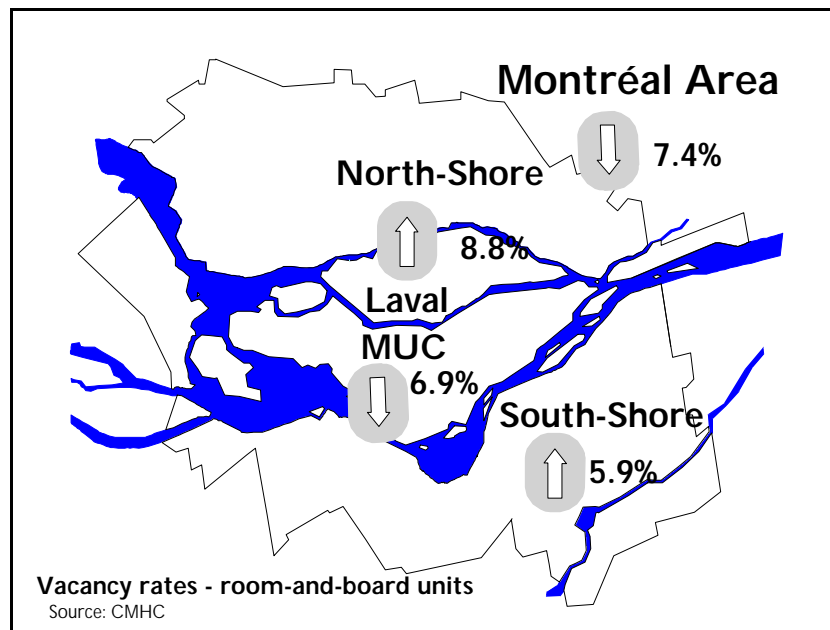 Montréal Area
7.4%
North-Shore
8.8%
Laval
MUC
6.9%
South-Shore
5.9%
Vacancy rates - room-and-board units
Source: CMHC